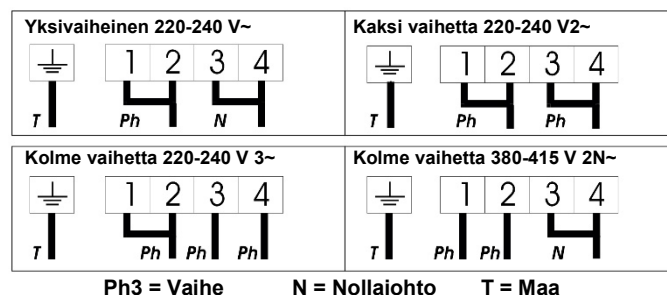 Yksivaiheinen 220-240 V~
1 2 3 4
T Ph N
Kaksi vaihetta 220-240 V2~
1 2 3 4
T Ph Ph
Kolme vaihetta 220-240 V 3~
1 2 3 4
T Ph Ph Ph
Kolme vaihetta 380-415 V 2N~
1 2 3 4
T Ph Ph N
Ph3 = Vaihe N = Nollaiohto T = Maa